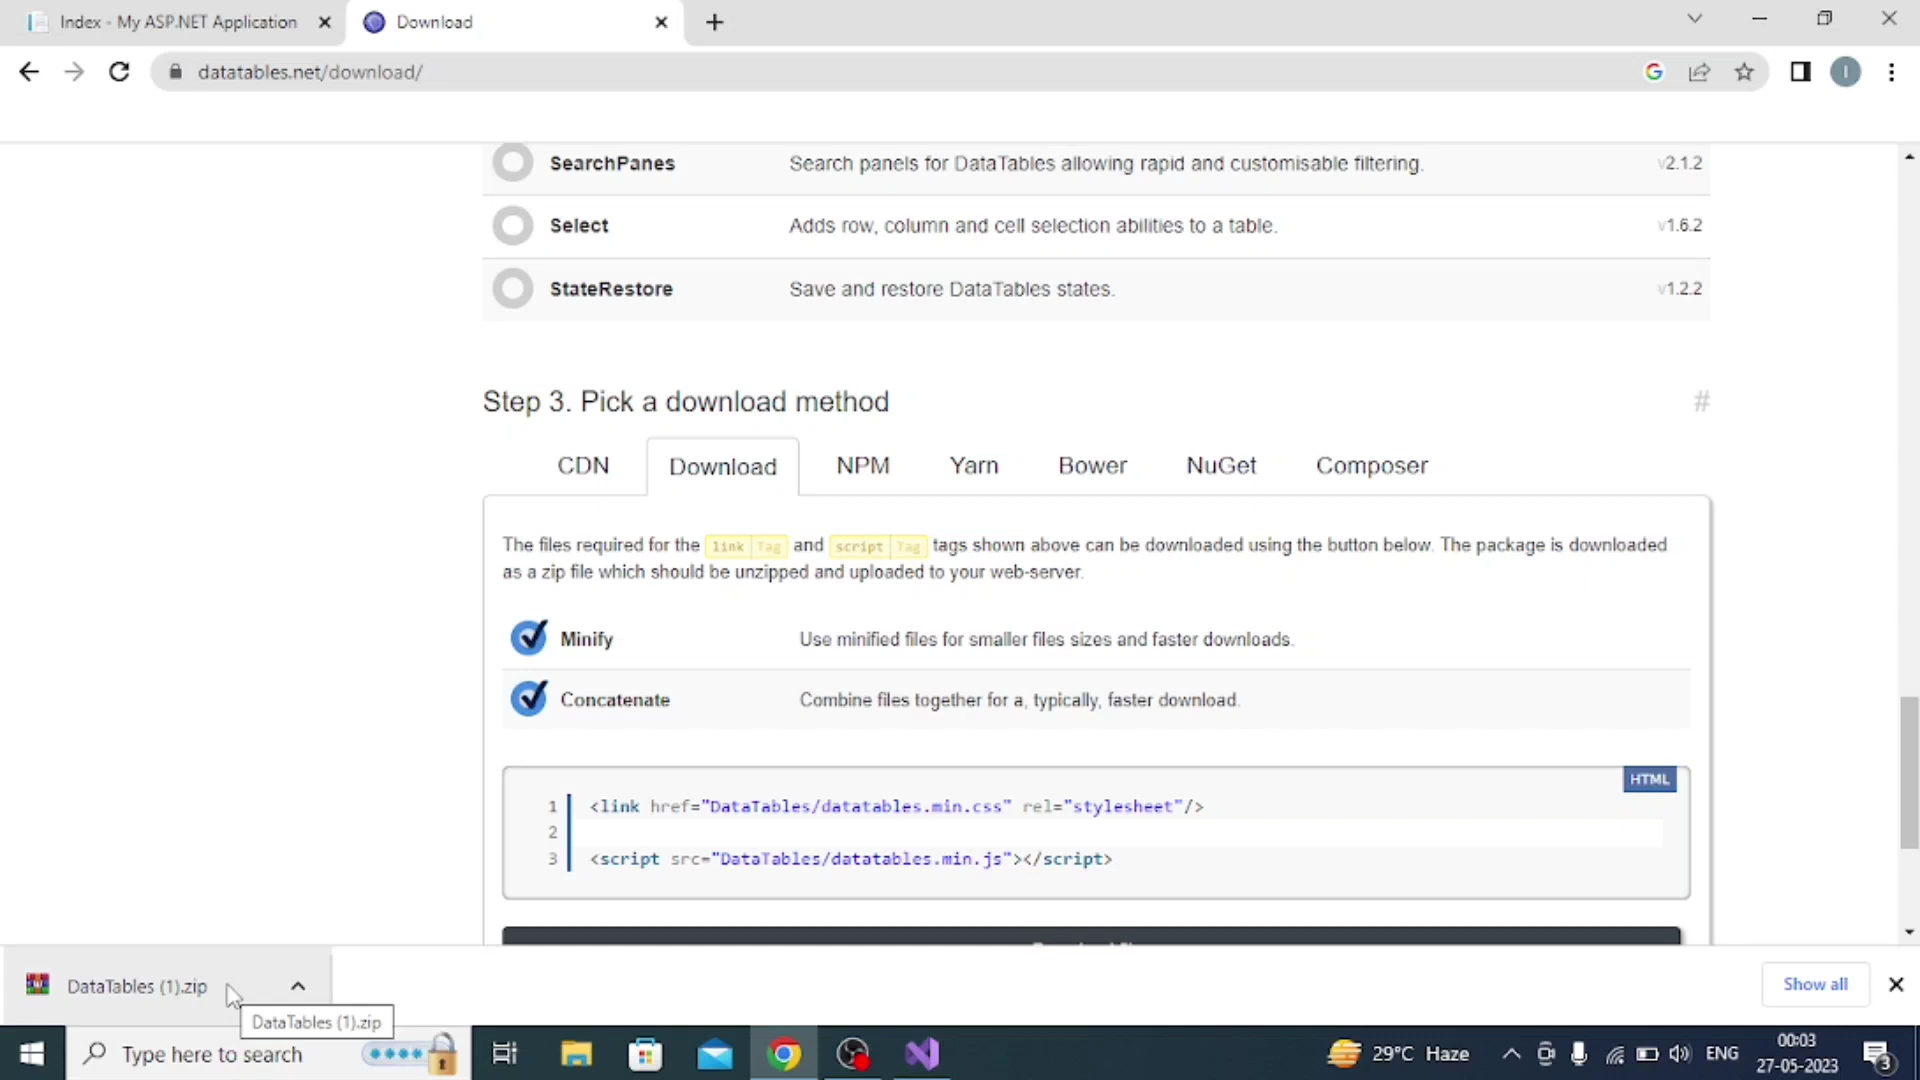 Index - My ASP.NET Application
Download
datatables.net/download/
I
SearchPanes Search panels for DataTables allowing rapid and customisable filtering. v2.1.2
Select Adds row, column and cell selection abilities to a table. v1.6.2
StateRestore Save and restore DataTables states. v1.2.2
Step 3. Pick a download method #
CDN Download NPM Yarn Bower NuGet Composer
The files required for the link Tag and script Tag tags shown above can be downloaded using the button below. The package is downloaded
as a zip file which should be unzipped and uploaded to your web-server.
Minify Use minified files for smaller files sizes and faster downloads.
Concatenate Combine files together for a, typically, faster download.
HTML
1 <link href="DataTables/datatables.min.css" rel="stylesheet"/>
2
3 <script src="DataTables/datatables.min.js"></script>
DataTables (1).zip
Show all
DataTables (1).zip
Type here to search
29°C Haze
ENG
00:03
27-05-2023
3